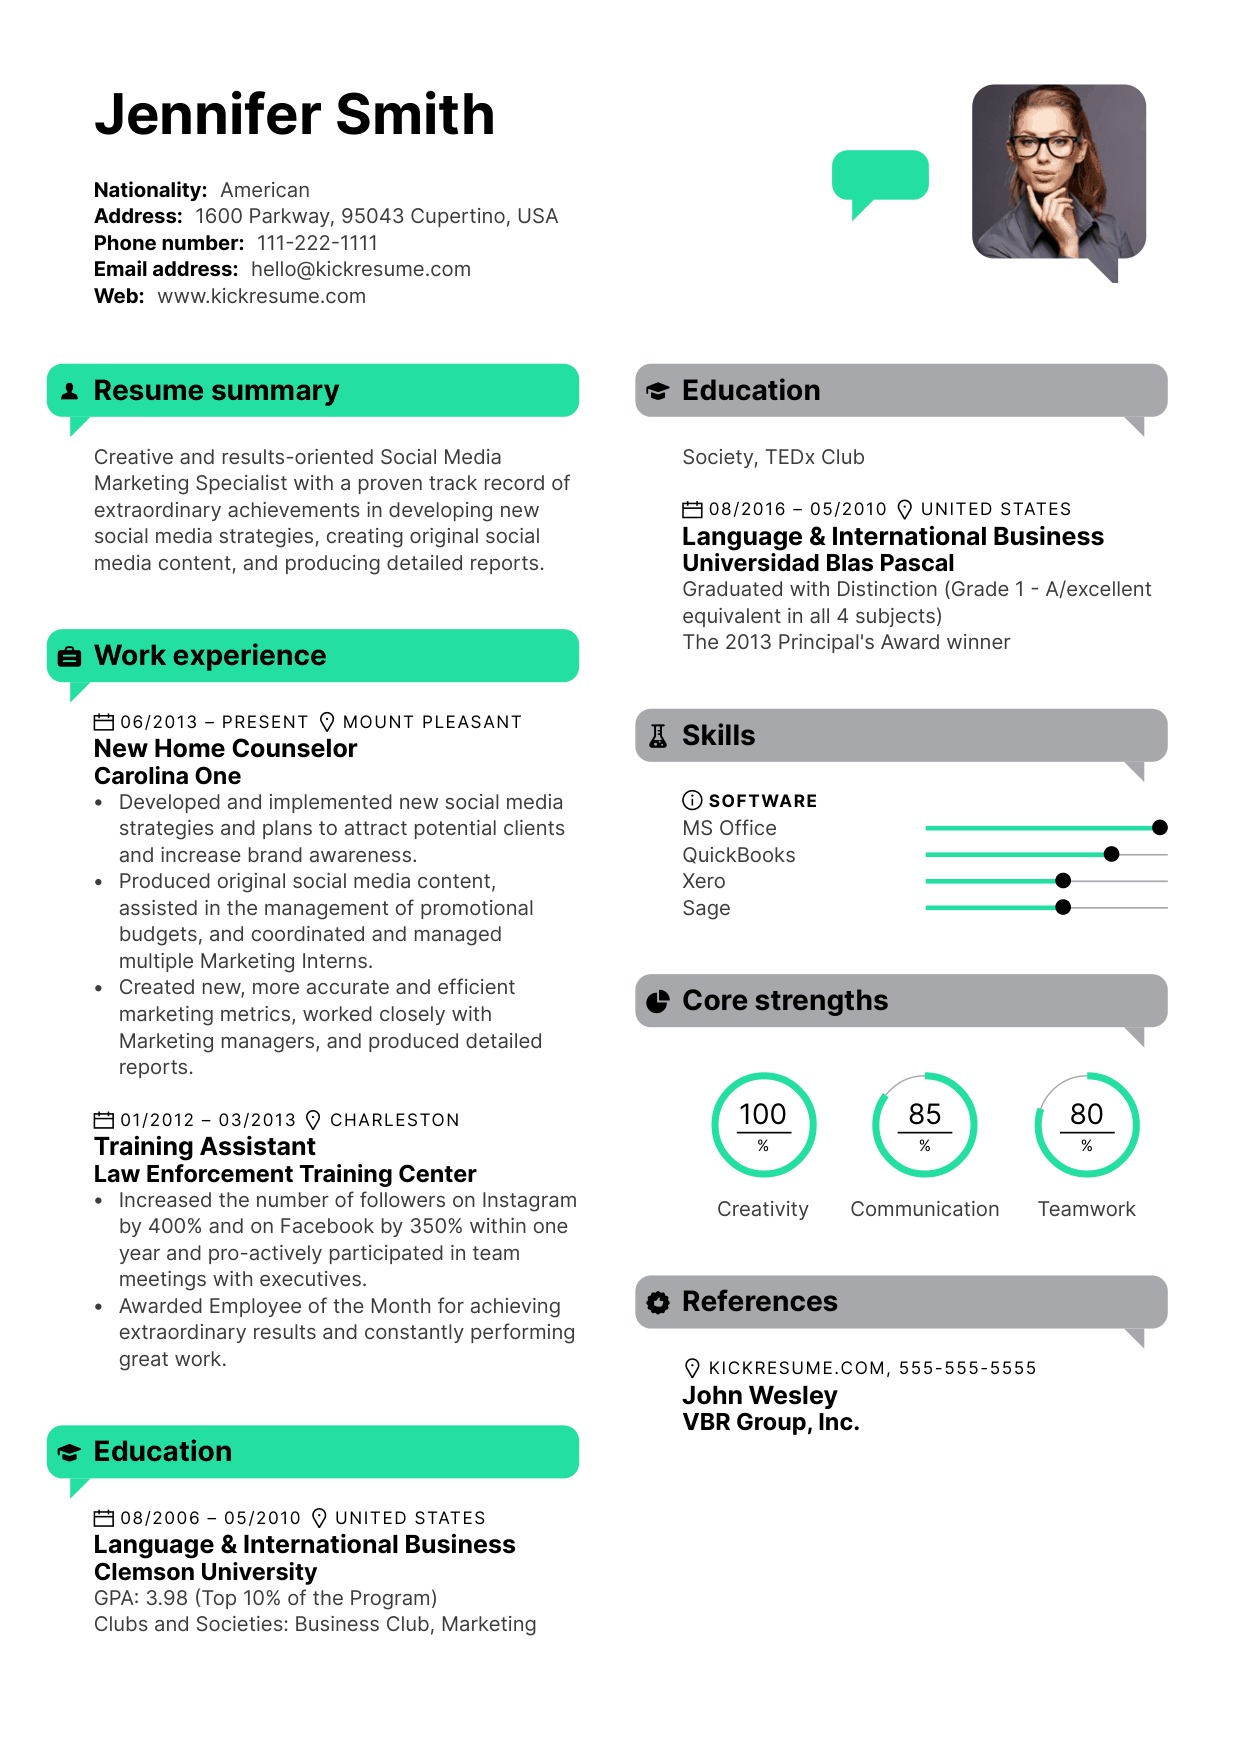 Jennifer Smith
Nationality: American
Address: 1600 Parkway, 95043 Cupertino, USA
Phone number: 111-222-1111
Email address: hello@kickresume.com
Web: www.kickresume.com
Resume summary
Creative and results-oriented Social Media
Marketing Specialist with a proven track record of
extraordinary achievements in developing new
social media strategies, creating original social
media content, and producing detailed reports.
Work experience
06/2013 – PRESENT MOUNT PLEASANT
New Home Counselor
Carolina One
• Developed and implemented new social media
strategies and plans to attract potential clients
and increase brand awareness.
• Produced original social media content,
assisted in the management of promotional
budgets, and coordinated and managed
multiple Marketing Interns.
• Created new, more accurate and efficient
marketing metrics, worked closely with
Marketing managers, and produced detailed
reports.
01/2012 – 03/2013 CHARLESTON
Training Assistant
Law Enforcement Training Center
• Increased the number of followers on Instagram
by 400% and on Facebook by 350% within one
year and pro-actively participated in team
meetings with executives.
• Awarded Employee of the Month for achieving
extraordinary results and constantly performing
great work.
Education
08/2006 – 05/2010 UNITED STATES
Language & International Business
Clemson University
GPA: 3.98 (Top 10% of the Program)
Clubs and Societies: Business Club, Marketing
Education
Society, TEDx Club
08/2016 – 05/2010 UNITED STATES
Language & International Business
Universidad Blas Pascal
Graduated with Distinction (Grade 1 - A/excellent
equivalent in all 4 subjects)
The 2013 Principal's Award winner
Skills
SOFTWARE
MS Office
QuickBooks
Xero
Sage
Core strengths
100 85 80
% % %
Creativity Communication Teamwork
References
KICKRESUME.COM, 555-555-5555
John Wesley
VBR Group, Inc.